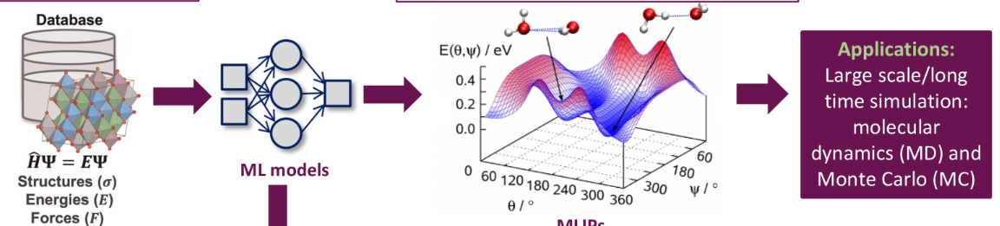 Database
ĤΨ = EΨ
Structures (σ)
Energies (E)
Forces (F)
ML models
E(θ,ψ) / eV
0.4
0.2
0.0
0
60 120 180 240 300 360
θ / °
60
300
ψ / °
MLIPs
Applications:
Large scale/long
time simulation:
molecular
dynamics (MD) and
Monte Carlo (MC)